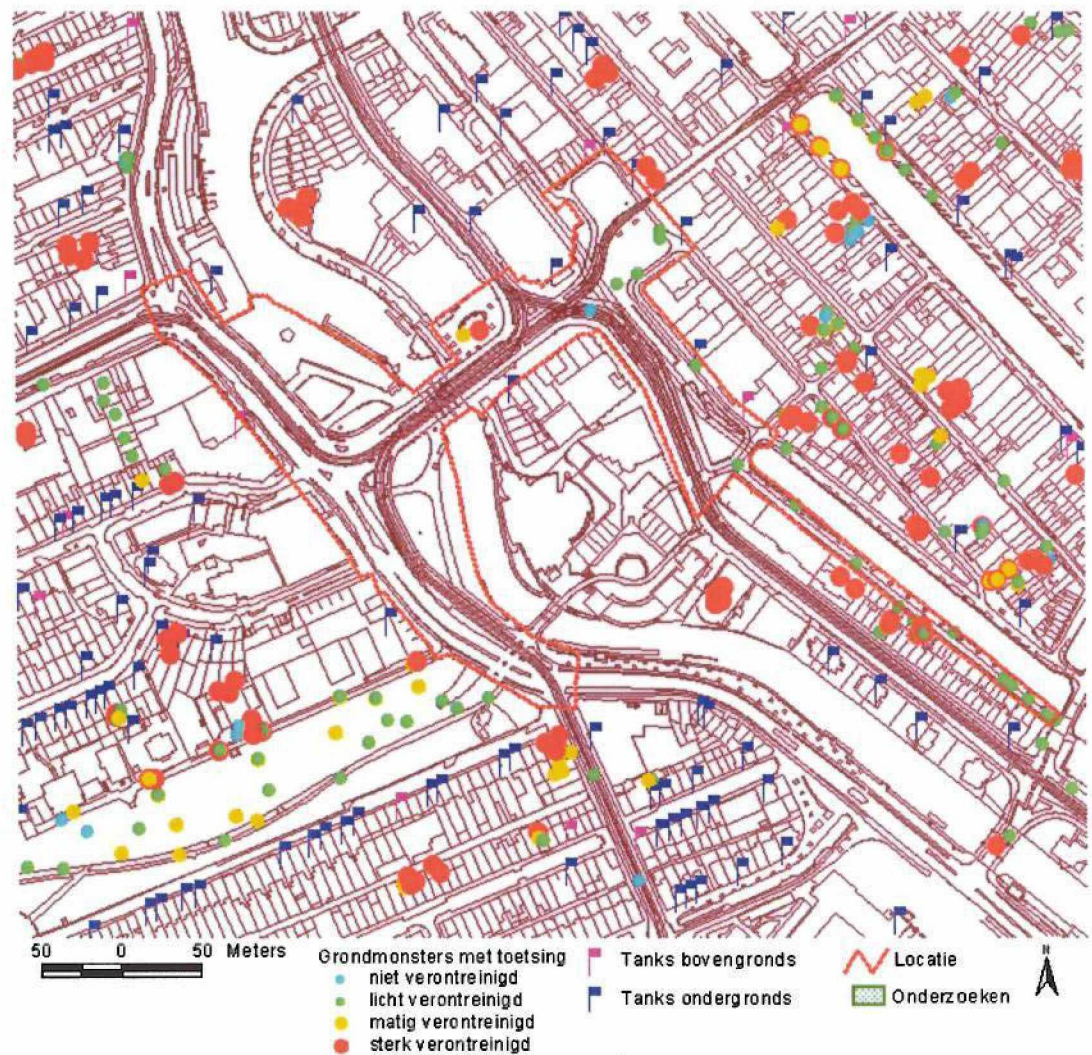 50 0 50 Meters
Grondmonsters met toetsing
niet verontreinigd
licht verontreinigd
matig verontreinigd
sterk verontreinigd
Tanks bovengronds
Tanks ondergronds
Locatie
Onderzoeken
N